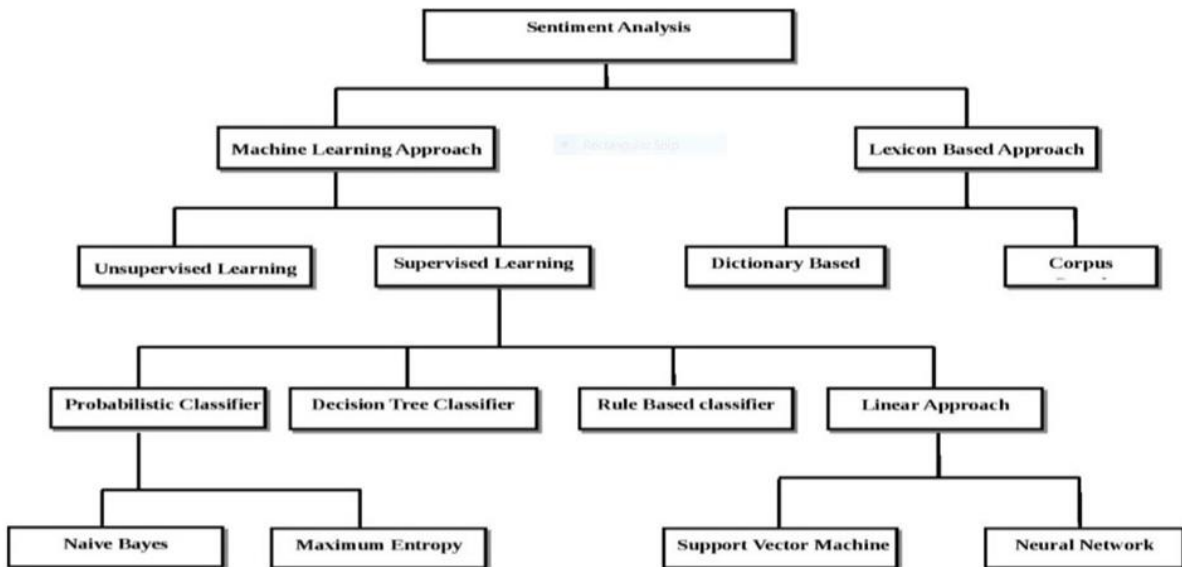 Sentiment Analysis
Machine Learning Approach
Lexicon Based Approach
Unsupervised Learning
Supervised Learning
Dictionary Based
Corpus
Probabilistic Classifier
Decision Tree Classifier
Rule Based classifier
Linear Approach
Naive Bayes
Maximum Entropy
Support Vector Machine
Neural Network